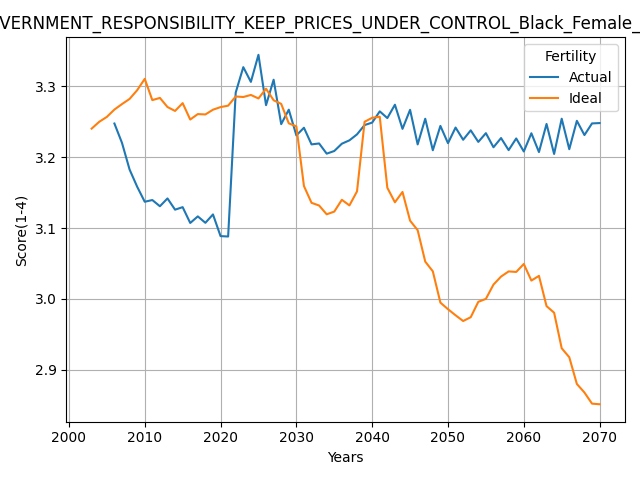 VERNMENT_RESPONSIBILITY_KEEP_PRICES_UNDER_CONTROL_Black_Female_
Fertility
Actual
Ideal
Score(1-4)
3.3
3.2
3.1
3.0
2.9
2000 2010 2020 2030 2040 2050 2060 2070
Years